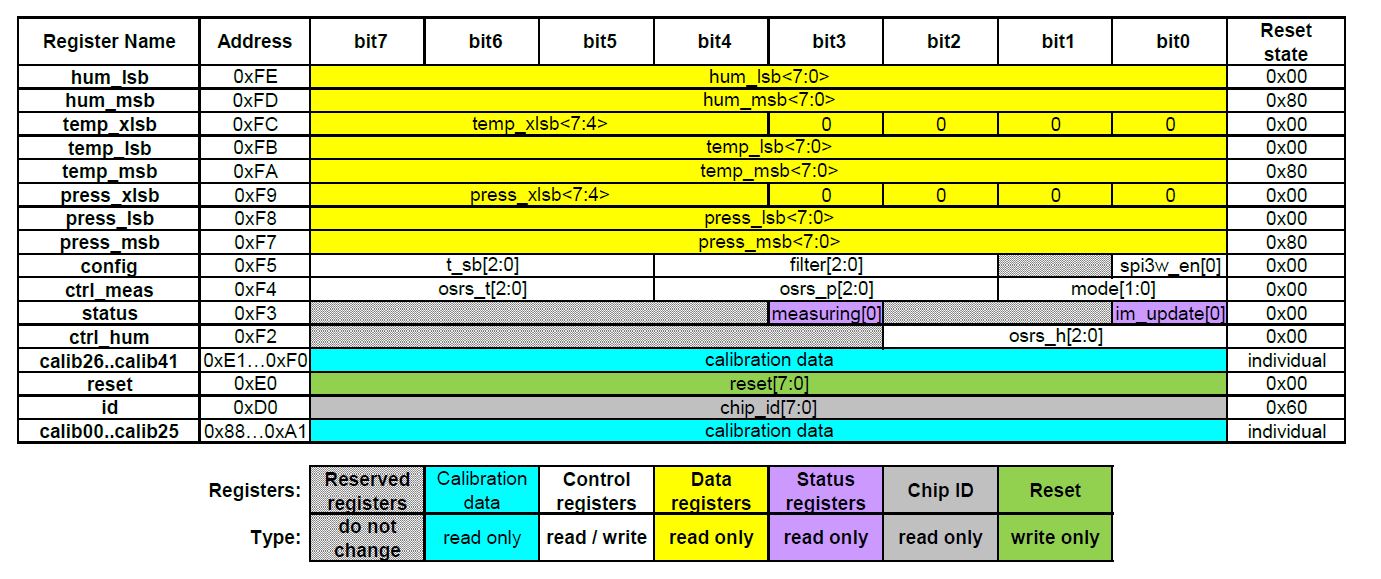 Register Name Address bit7 bit6 bit5 bit4 bit3 bit2 bit1 bit0 Reset state
hum_lsb 0xFE hum_lsb<7:0> 0x00
hum_msb 0xFD hum_msb<7:0> 0x80
temp_xlsb 0xFC temp_xlsb<7:4> 0 0 0 0 0x00
temp_lsb 0xFB temp_lsb<7:0> 0x00
temp_msb 0xFA temp_msb<7:0> 0x80
press_xlsb 0xF9 press_xlsb<7:4> 0 0 0 0 0x00
press_lsb 0xF8 press_lsb<7:0> 0x00
press_msb 0xF7 press_msb<7:0> 0x80
config 0xF5 t_sb[2:0] filter[2:0] spi3w_en[0] 0x00
ctrl_meas 0xF4 osrs_t[2:0] osrs_p[2:0] mode[1:0] 0x00
status 0xF3 measuring[0] im_update[0] 0x00
ctrl_hum 0xF2 osrs_h[2:0] 0x00
calib26..calib41 0xE1…0xF0 calibration data individual
reset 0xE0 reset[7:0] 0x00
id 0xD0 chip_id[7:0] 0x60
calib00..calib25 0x88…0xA1 calibration data individual
Registers: Reserved registers Calibration data Control registers Data registers Status registers Chip ID Reset
Type: do not change read only read / write read only read only read only write only